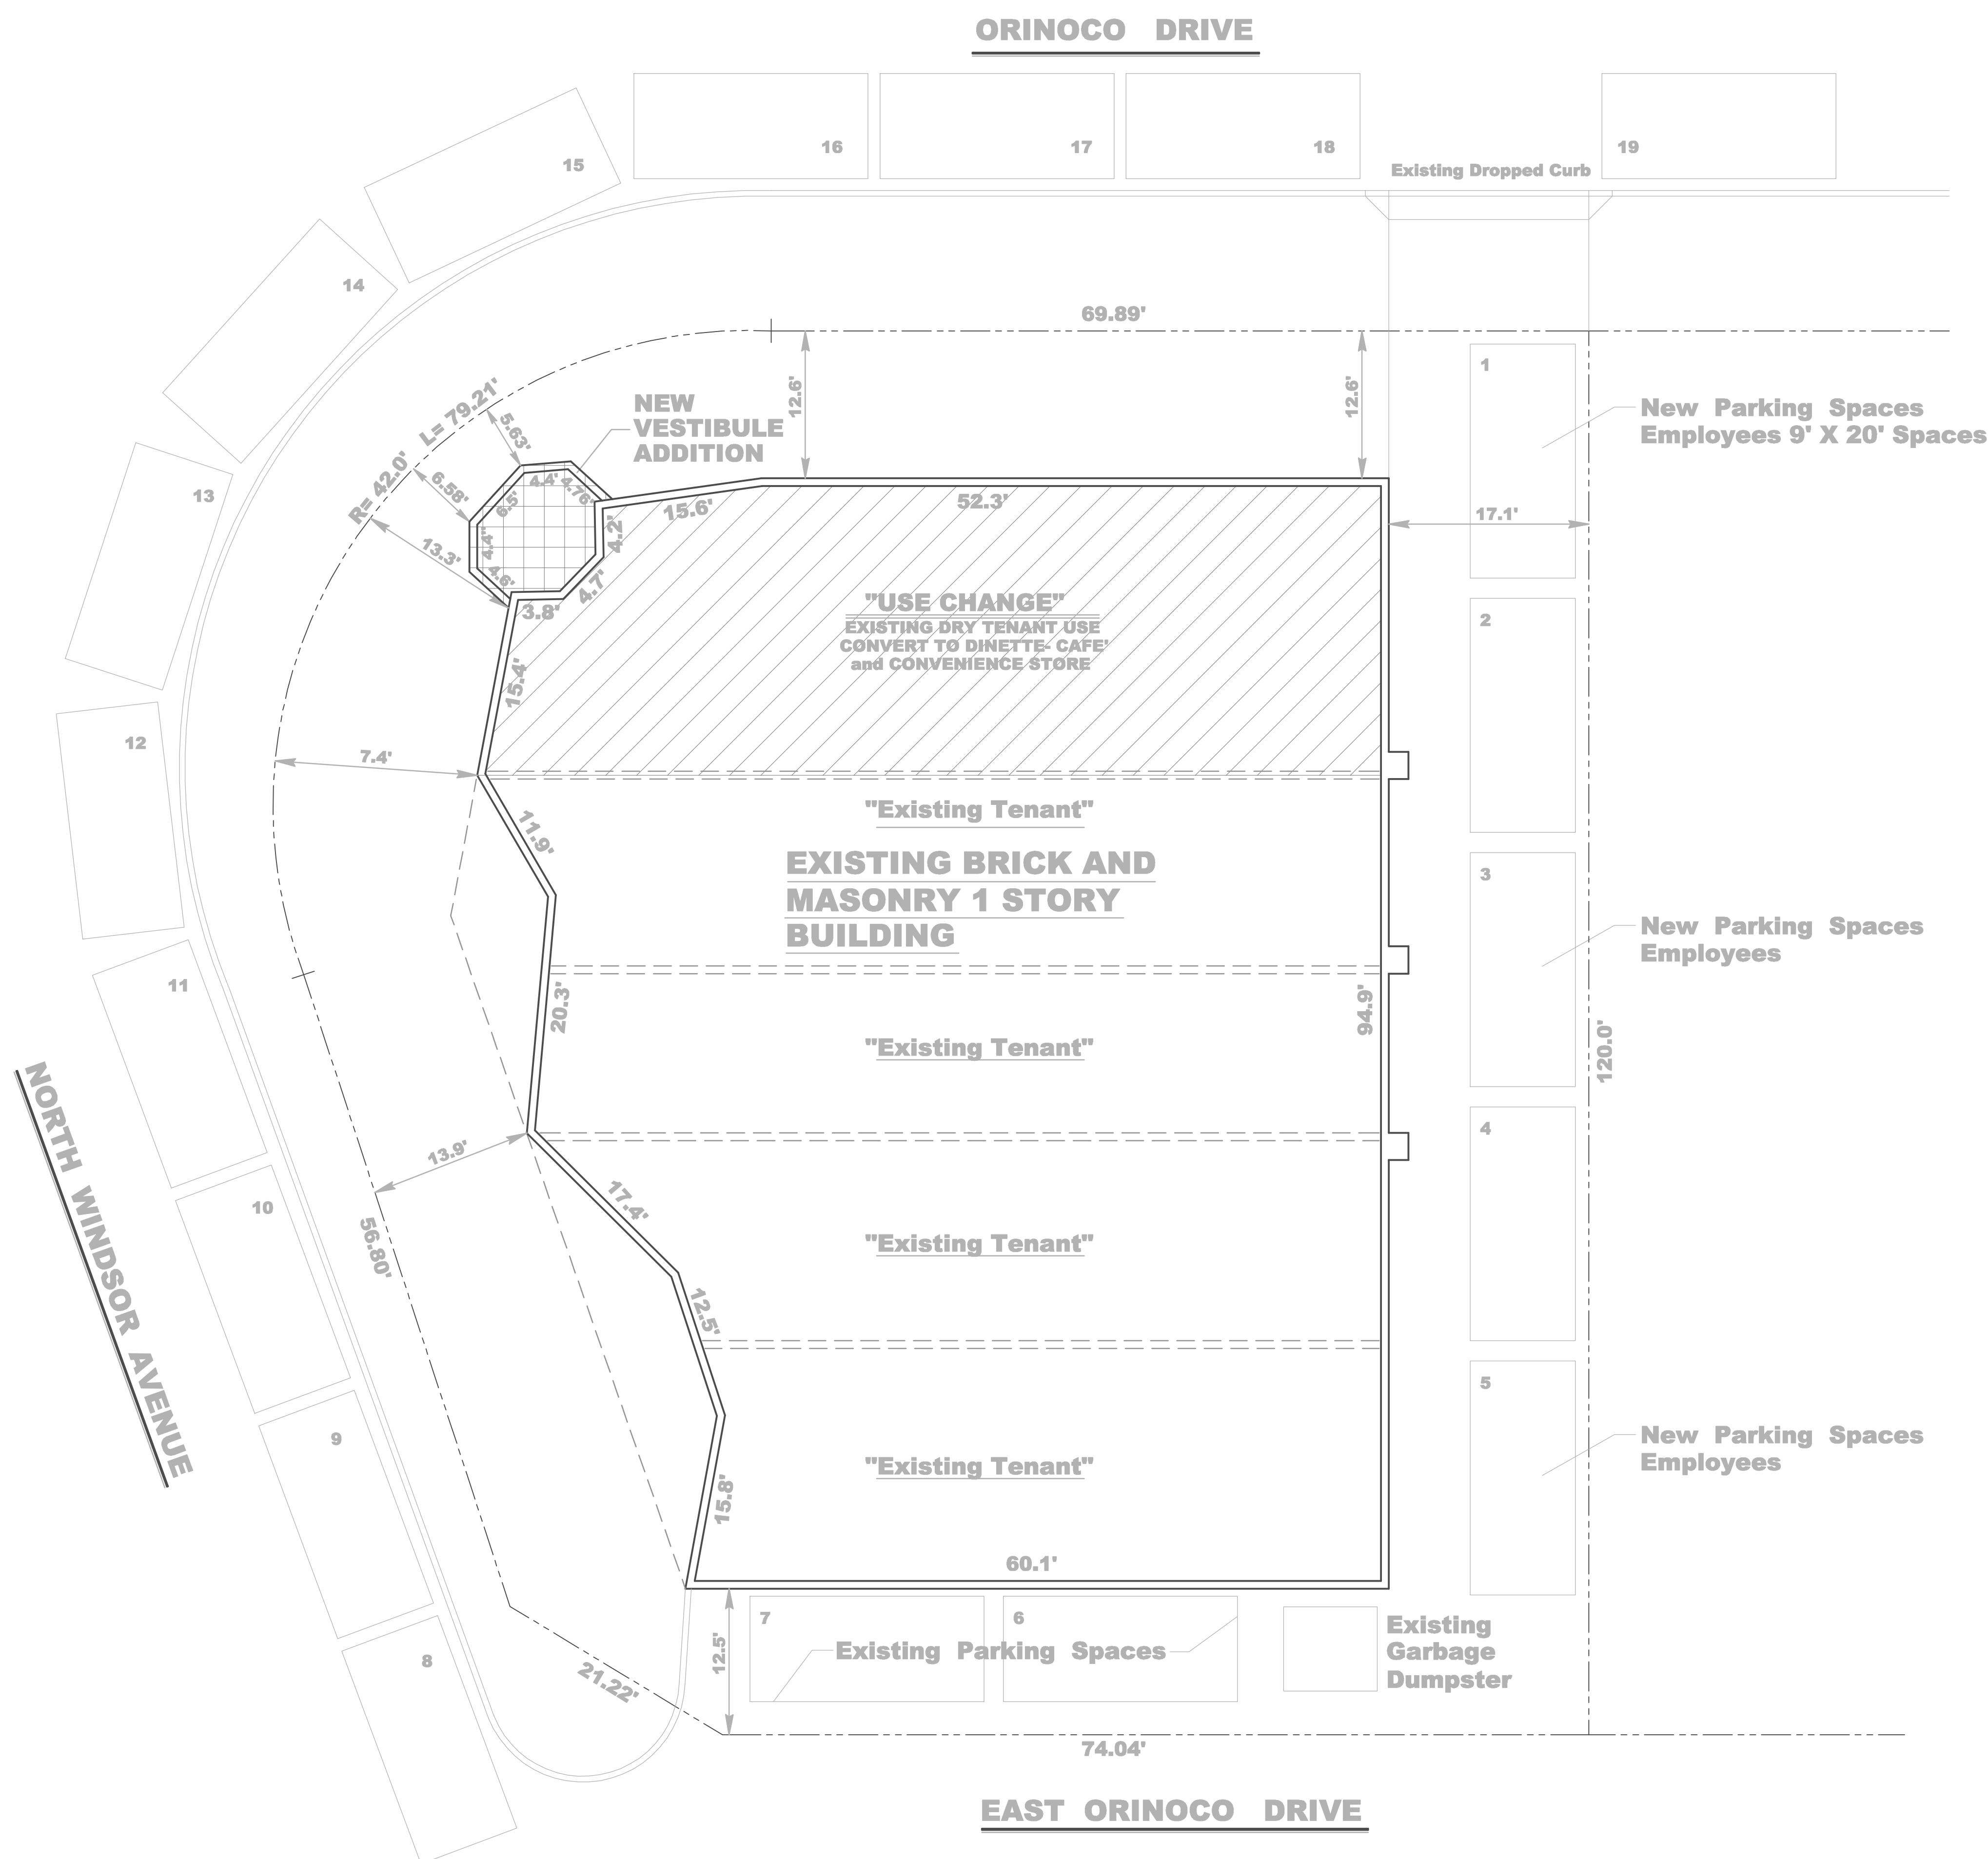 ORINOCO DRIVE
16
17
18
19
15
Existing Dropped Curb
14
69.89'
1
L= 79.21'
5.63'
NEW
VESTIBULE
ADDITION
12.6'
12.6'
New Parking Spaces
Employees 9' X 20' Spaces
R= 42.0'
6.58'
13.3'
13
4.4'
4.76'
6.5'
4.4'
4.6'
4.2'
4.7'
3.8'
15.6'
52.3'
17.1'
"USE CHANGE"
EXISTING DRY TENANT USE
CONVERT TO DINETTE- CAFE'
and CONVENIENCE STORE
2
15.4'
12
7.4'
"Existing Tenant"
11.9'
EXISTING BRICK AND
MASONRY 1 STORY
BUILDING
3
New Parking Spaces
Employees
11
20.3'
94.9'
120.0'
"Existing Tenant"
NORTH WINDSOR AVENUE
13.9'
4
10
17.4'
56.80'
"Existing Tenant"
12.5'
5
9
New Parking Spaces
Employees
"Existing Tenant"
15.8'
60.1'
7
6
8
12.5'
Existing Parking Spaces
Existing
Garbage
Dumpster
21.22'
74.04'
EAST ORINOCO DRIVE